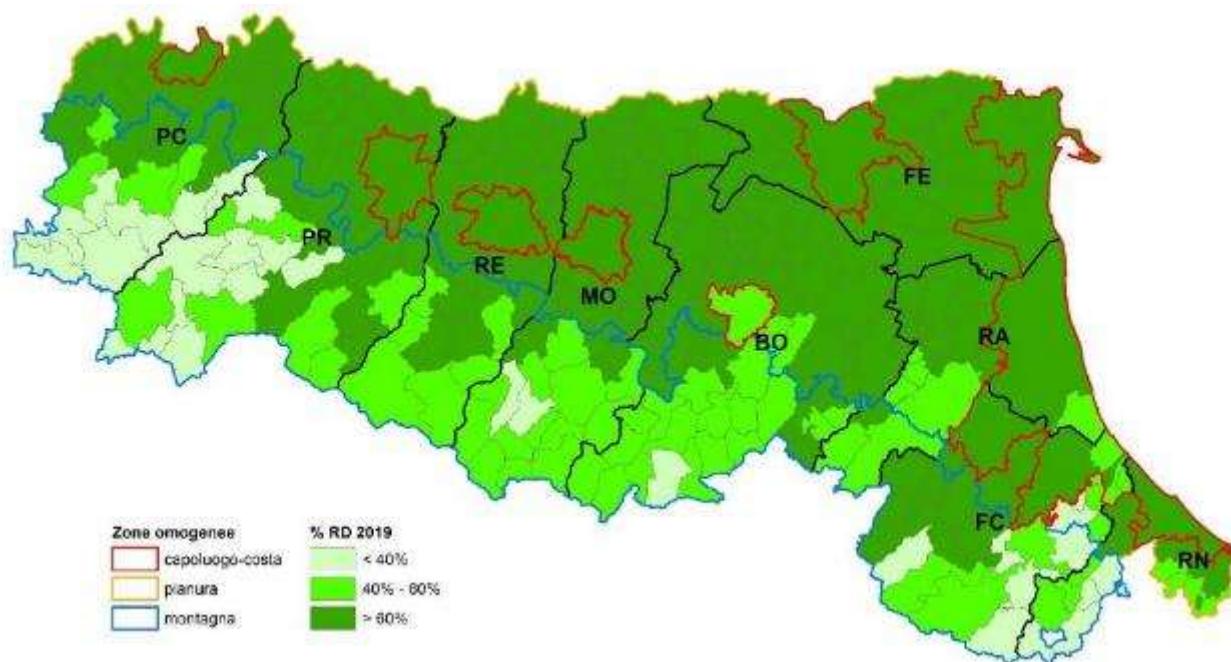 PC
FE
PR
RE
MO
RA
BO
FC
RN
Zone omogenee
capoluogo-costa
pianura
montagna
% RD 2019
< 40%
40% - 60%
> 60%